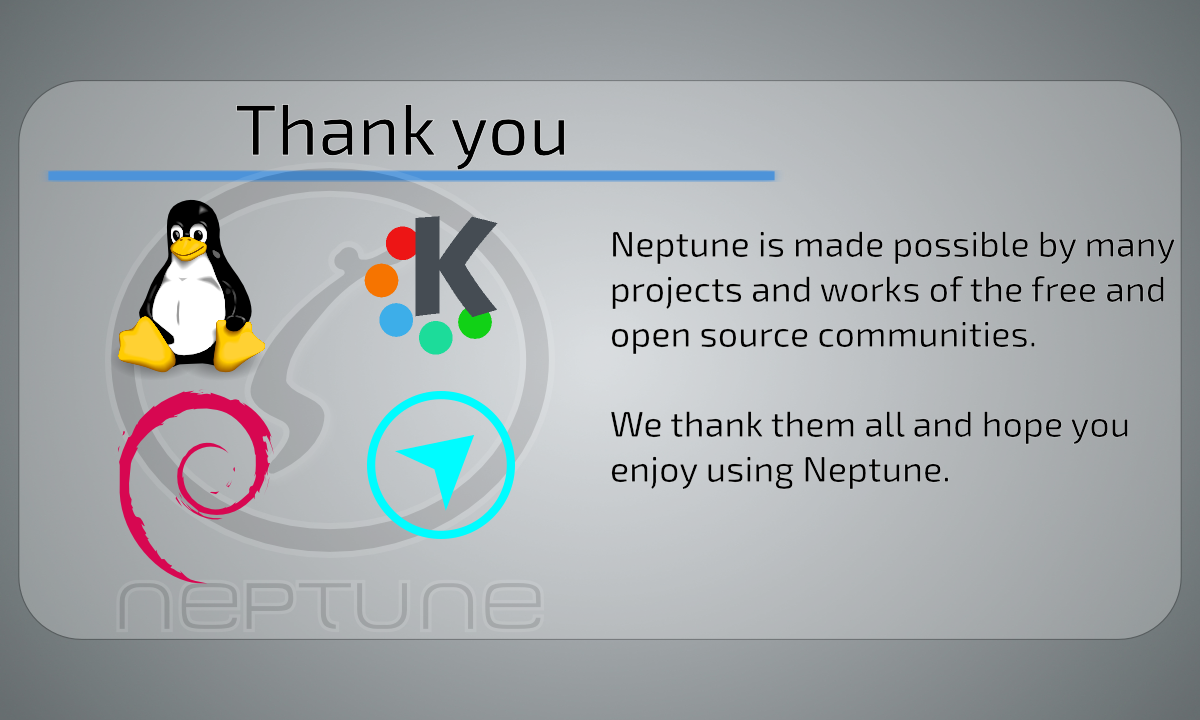 Thank you
Neptune is made possible by many
projects and works of the free and
open source communities.
We thank them all and hope you
enjoy using Neptune.
K
NEPTUNE